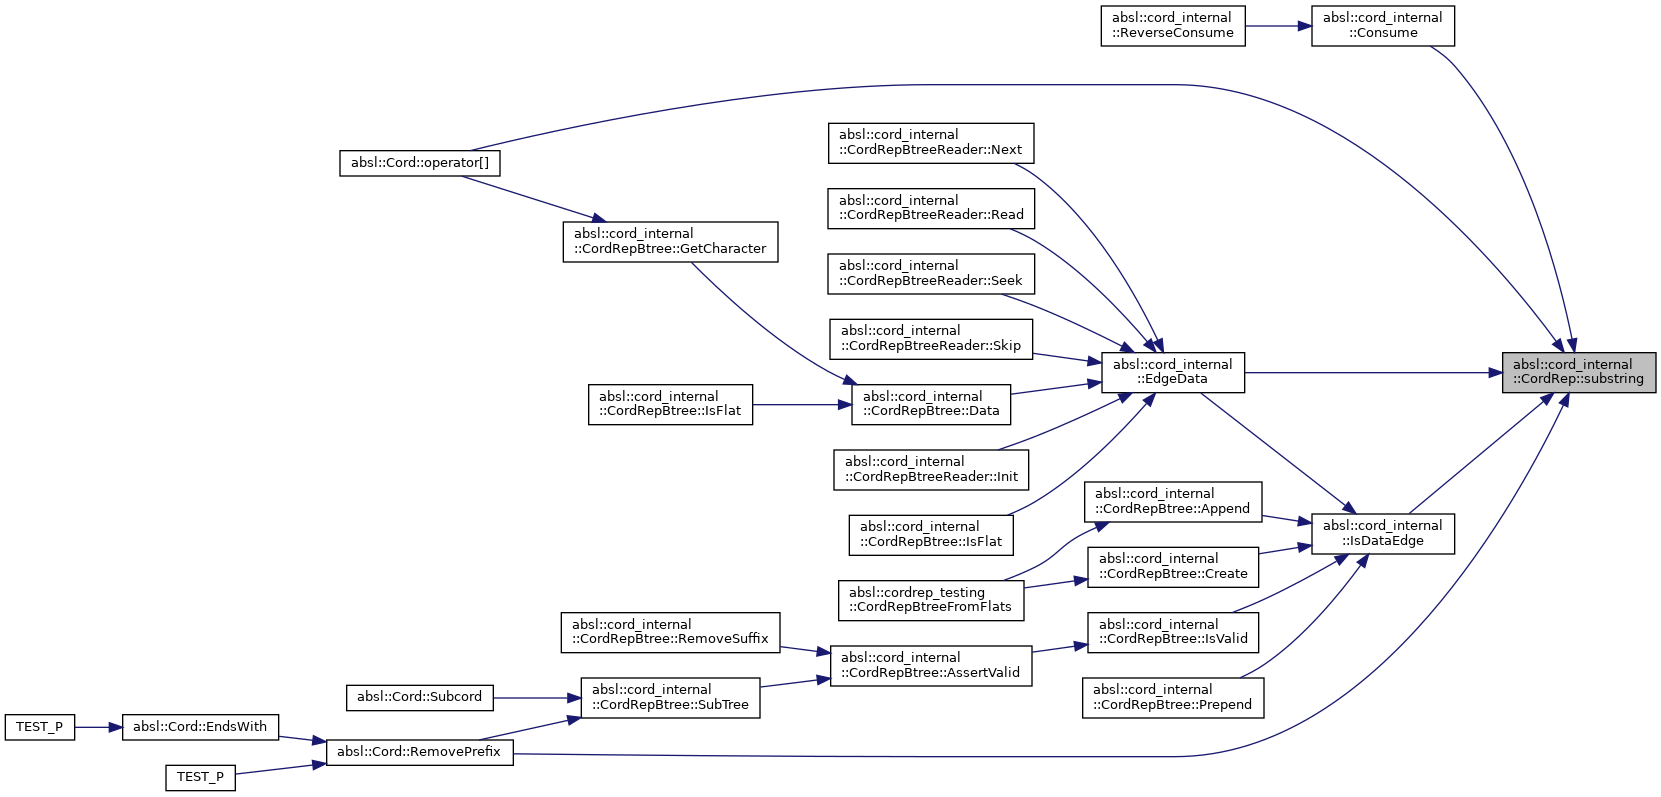 absl::cord_internal
::ReverseConsume
absl::cord_internal
::Consume
absl::cord_internal
::CordRepBtreeReader::Next
absl::Cord::operator[]
absl::cord_internal
::CordRepBtreeReader::Read
absl::cord_internal
::CordRepBtree::GetCharacter
absl::cord_internal
::CordRepBtreeReader::Seek
absl::cord_internal
::CordRepBtreeReader::Skip
absl::cord_internal
::EdgeData
absl::cord_internal
::CordRep::substring
absl::cord_internal
::CordRepBtree::IsFlat
absl::cord_internal
::CordRepBtree::Data
absl::cord_internal
::CordRepBtreeReader::Init
absl::cord_internal
::CordRepBtree::Append
absl::cord_internal
::CordRepBtree::IsFlat
absl::cord_internal
::IsDataEdge
absl::cord_internal
::CordRepBtree::Create
absl::cordrep_testing
::CordRepBtreeFromFlats
absl::cord_internal
::CordRepBtree::RemoveSuffix
absl::cord_internal
::CordRepBtree::IsValid
absl::cord_internal
::CordRepBtree::AssertValid
absl::Cord::Subcord
absl::cord_internal
::CordRepBtree::SubTree
absl::cord_internal
::CordRepBtree::Prepend
TEST_P
absl::Cord::EndsWith
absl::Cord::RemovePrefix
TEST_P